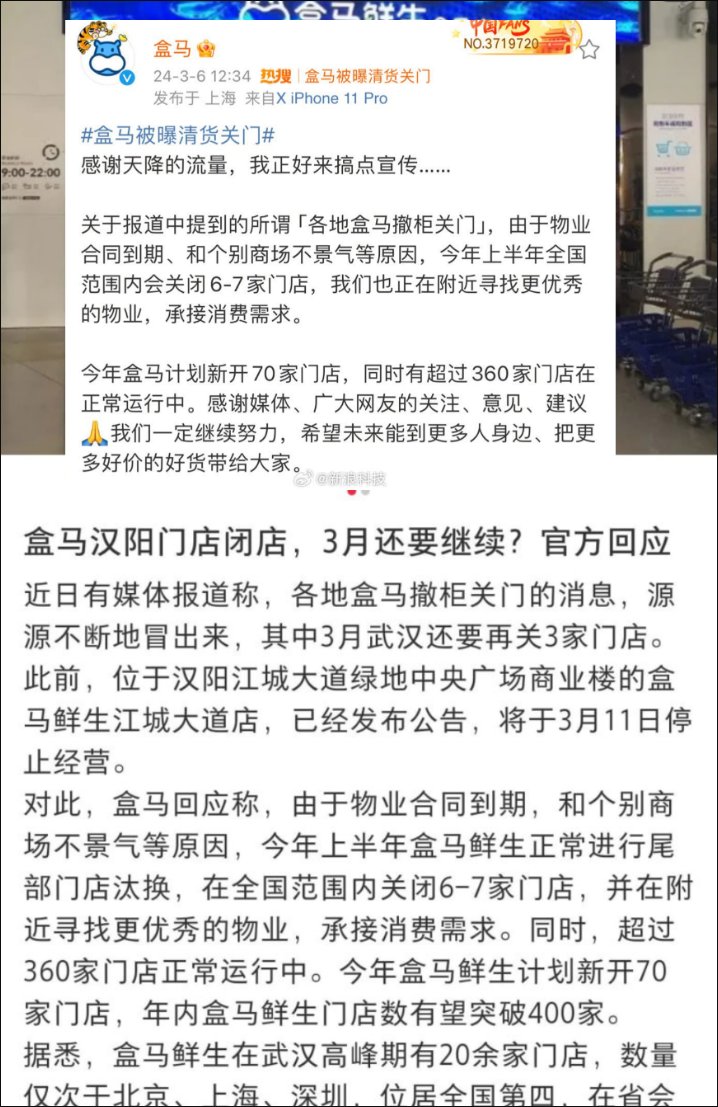 盒马鲜生
盒马
中国FANS
NO.3719720
24-3-6 12:34 热搜 | 盒马被曝清货关门
发布于 上海 来自X iPhone 11 Pro
9:00-22:00
#盒马被曝清货关门#
感谢天降的流量，我正好来搞点宣传......
关于报道中提到的所谓「各地盒马撤柜关门」，由于物业
合同到期、和个别商场不景气等原因，今年上半年全国
范围内会关闭6-7家门店，我们也正在附近寻找更优秀
的物业，承接消费需求。
今年盒马计划新开70家门店，同时有超过360家门店在
正常运行中。感谢媒体、广大网友的关注、意见、建议
🙏我们一定继续努力，希望未来能到更多人身边、把更
多好价的好货带给大家。
@新浪科技
盒马汉阳门店闭店，3月还要继续？官方回应
近日有媒体报道称，各地盒马撤柜关门的消息，源
源不断地冒出来，其中3月武汉还要再关3家门店。
此前，位于汉阳江城大道绿地中央广场商业楼的盒
马鲜生江城大道店，已经发布公告，将于3月11日停
止经营。
对此，盒马回应称，由于物业合同到期，和个别商
场不景气等原因，今年上半年盒马鲜生正常进行尾
部门店汰换，在全国范围内关闭6-7家门店，并在附
近寻找更优秀的物业，承接消费需求。同时，超过
360家门店正常运行中。今年盒马鲜生计划新开70
家门店，年内盒马鲜生门店数有望突破400家。
据悉，盒马鲜生在武汉高峰期有20余家门店，数量
仅次于北京、上海、深圳，位居全国第四，在省会